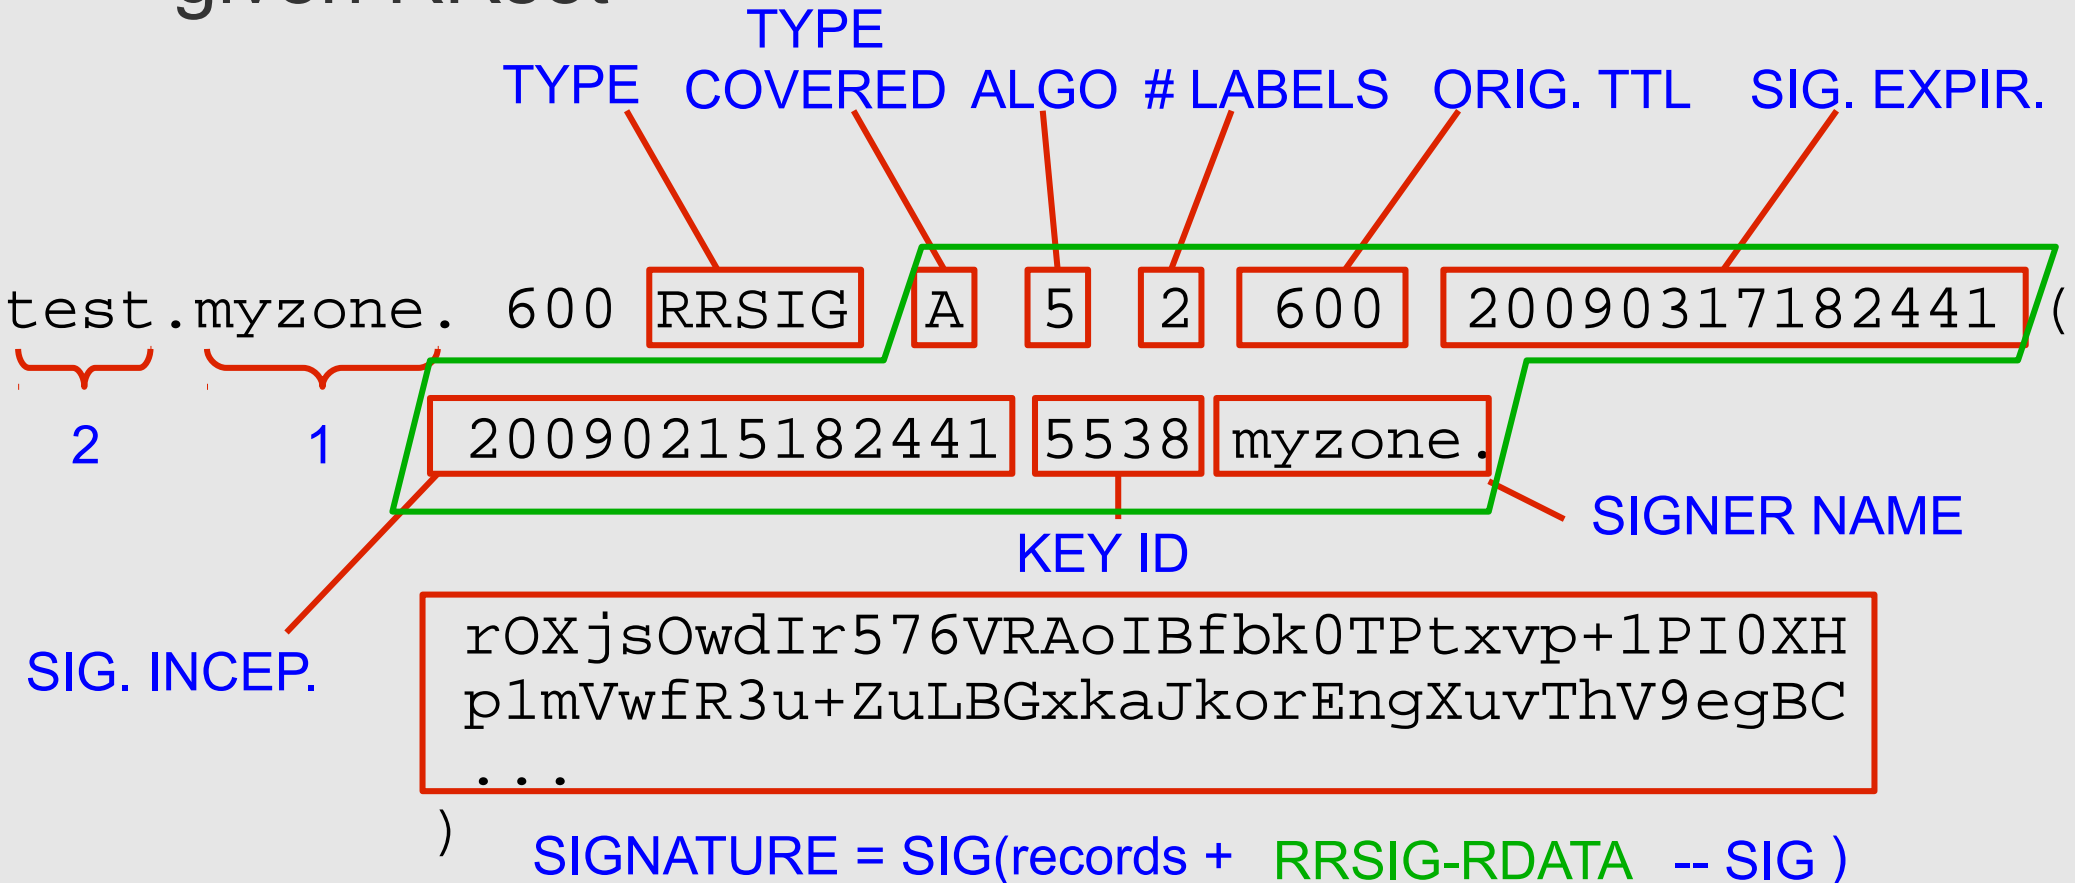 given RRset
TYPE
TYPE COVERED ALGO # LABELS ORIG. TTL SIG. EXPIR.
test.myzone. 600 RRSIG A 5 2 600 20090317182441 (
2 1
20090215182441 5538 myzone.
SIGNER NAME
KEY ID
SIG. INCEP.
rOXjsOwdIr576VRAoIBfbk0TPtxvp+1PI0XH
p1mVwfR3u+ZuLBGxkaJkorEngXuvThV9egBC
...
)
SIGNATURE = SIG(records + RRSIG-RDATA -- SIG )